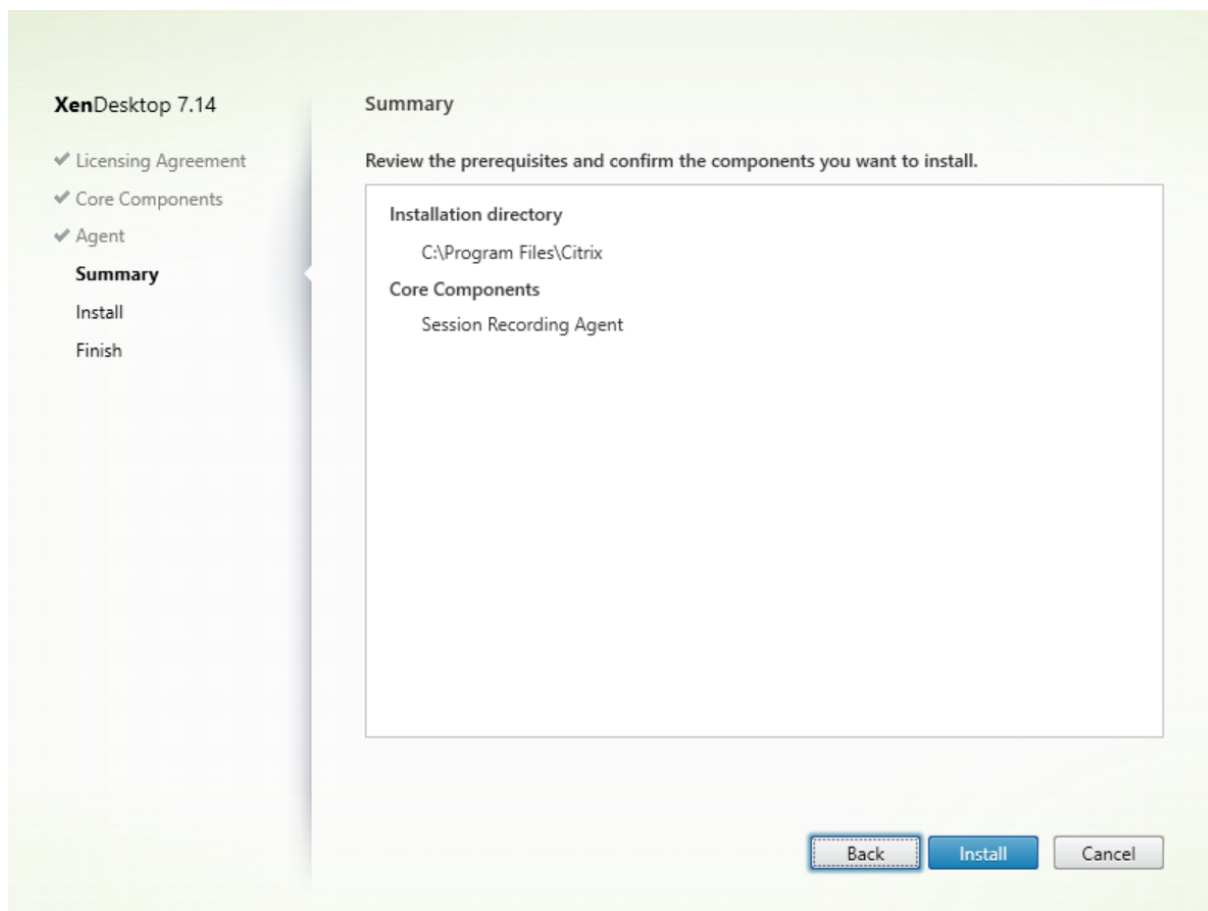 XenDesktop 7.14
Licensing Agreement
Core Components
Agent
Summary
Install
Finish
Summary
Review the prerequisites and confirm the components you want to install.
Installation directory
C:\Program Files\Citrix
Core Components
Session Recording Agent
Back
Install
Cancel